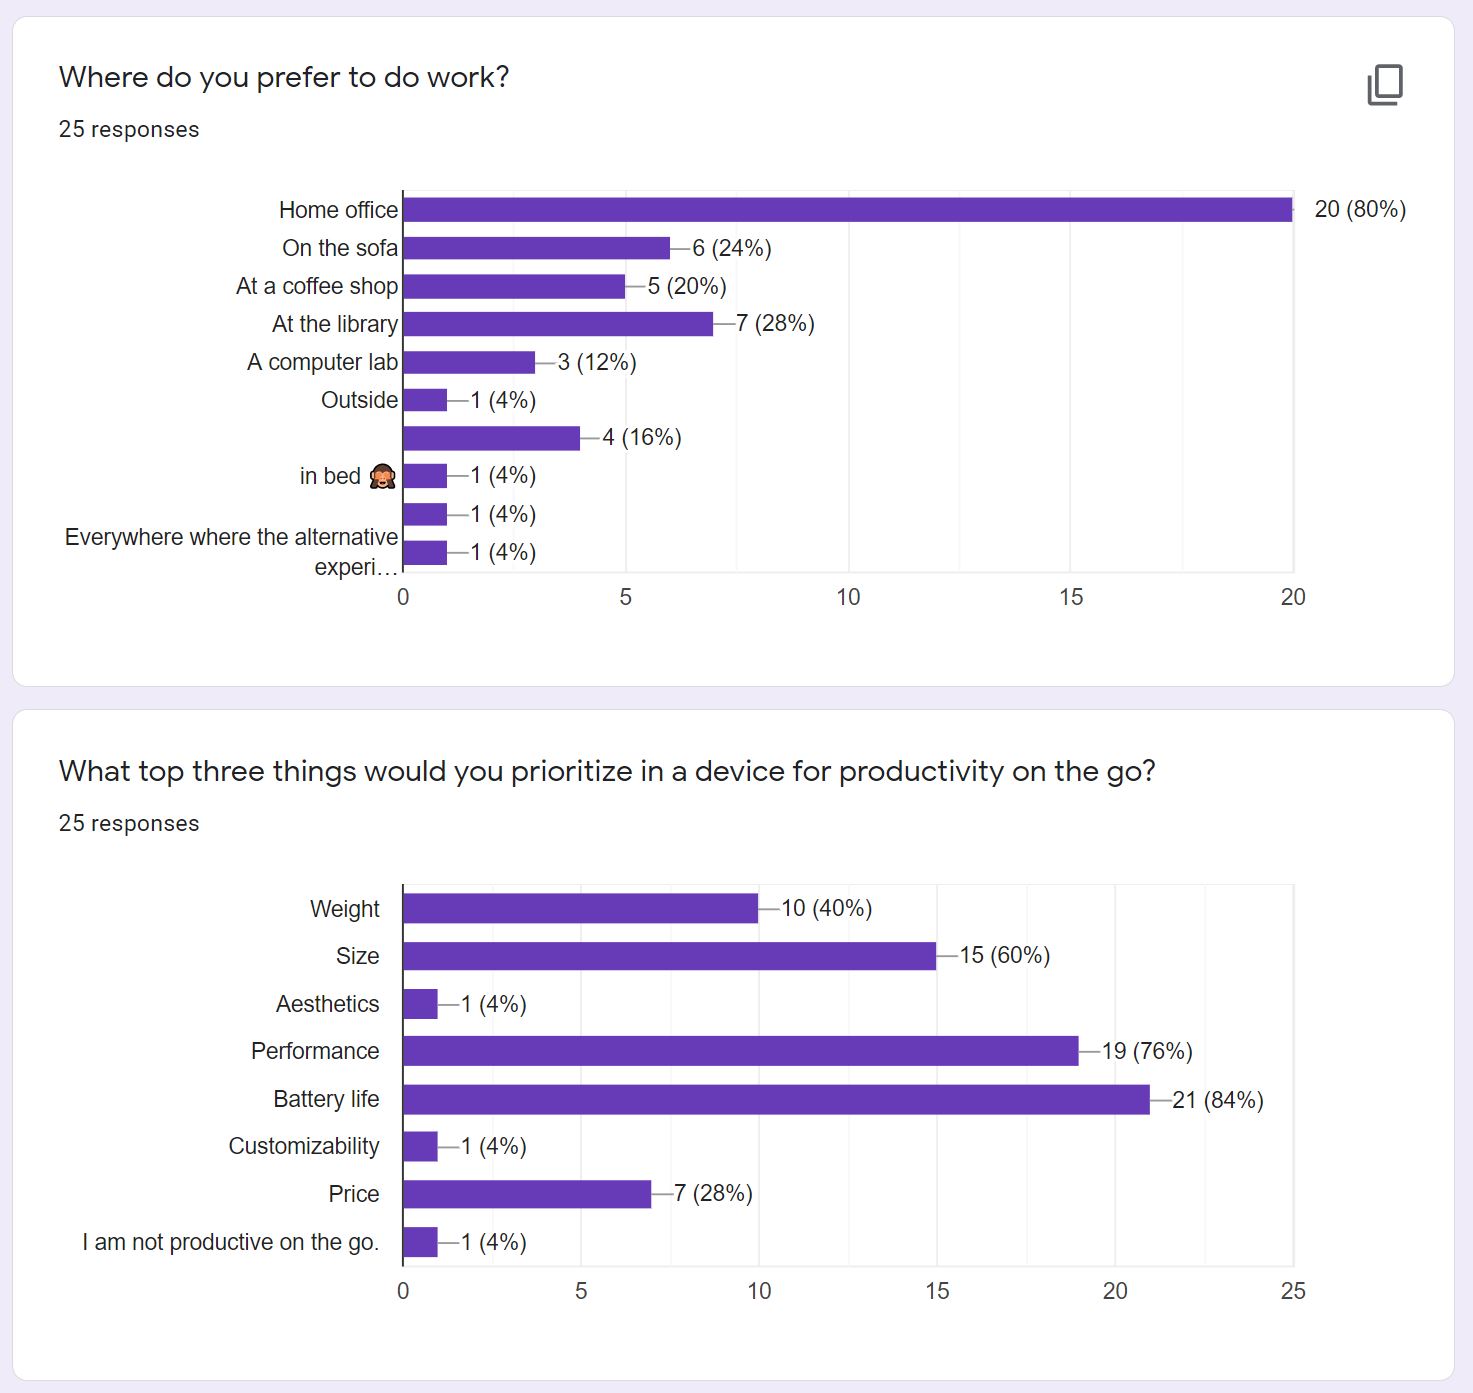 Where do you prefer to do work?
25 responses
Home office
20 (80%)
On the sofa
6 (24%)
At a coffee shop
5 (20%)
At the library
7 (28%)
A computer lab
3 (12%)
Outside
1 (4%)
4 (16%)
in bed 🙈
1 (4%)
1 (4%)
Everywhere where the alternative
experi…
1 (4%)
0 5 10 15 20
What top three things would you prioritize in a device for productivity on the go?
25 responses
Weight
10 (40%)
Size
15 (60%)
Aesthetics
1 (4%)
Performance
19 (76%)
Battery life
21 (84%)
Customizability
1 (4%)
Price
7 (28%)
I am not productive on the go.
1 (4%)
0 5 10 15 20 25